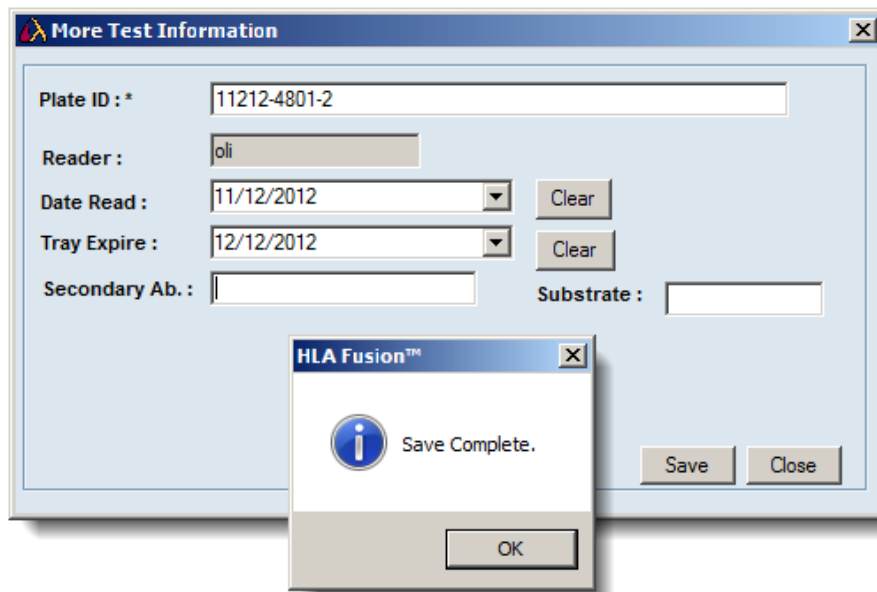 More Test Information
Plate ID : * 11212-4801-2
Reader : oli
Date Read : 11/12/2012 Clear
Tray Expire : 12/12/2012 Clear
Secondary Ab. : Substrate :
HLA Fusion™
Save Complete.
Save Close
OK